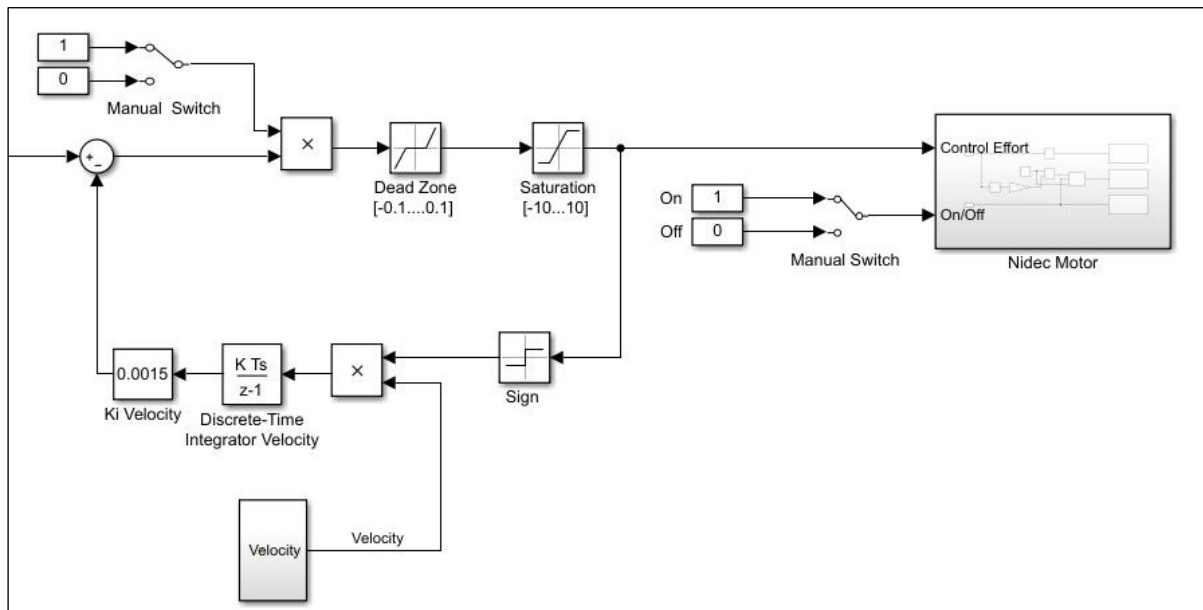 1
0
Manual Switch
+
−
×
Dead Zone
[-0.1....0.1]
Saturation
[-10...10]
Control Effort
On/Off
Nidec Motor
On
1
Off
0
Manual Switch
Sign
×
K Ts
z-1
Discrete-Time
Integrator Velocity
0.0015
Ki Velocity
Velocity
Velocity